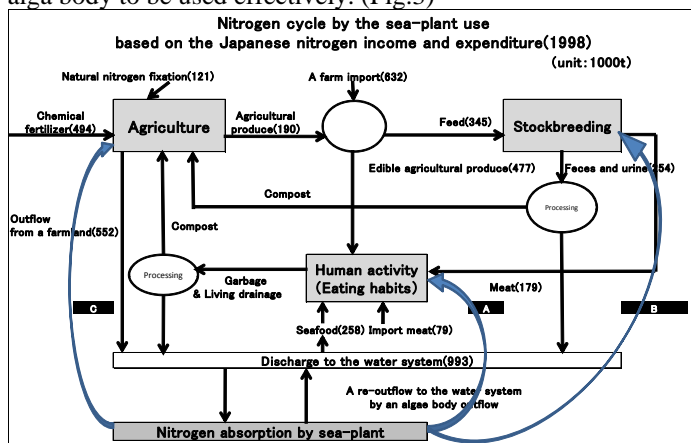 alga body to be used effectively. (Fig.3)
Nitrogen cycle by the sea-plant use
based on the Japanese nitrogen income and expenditure(1998)
(unit: 1000t)
Natural nitrogen fixation(121)
A farm import(632)
Chemical
fertilizer(494)
Agriculture
Agricultural
produce(190)
Feed(345)
Stockbreeding
Edible agricultural produce(477)
Feces and urine(254)
Compost
Processing
Outflow
from a farmland(552)
Compost
Processing
Garbage
& Living drainage
Human activity
(Eating habits)
Meat(179)
C
A
B
Seafood(258)
Import meat(79)
Discharge to the water system(993)
A re-outflow to the water system
by an algae body outflow
Nitrogen absorption by sea-plant